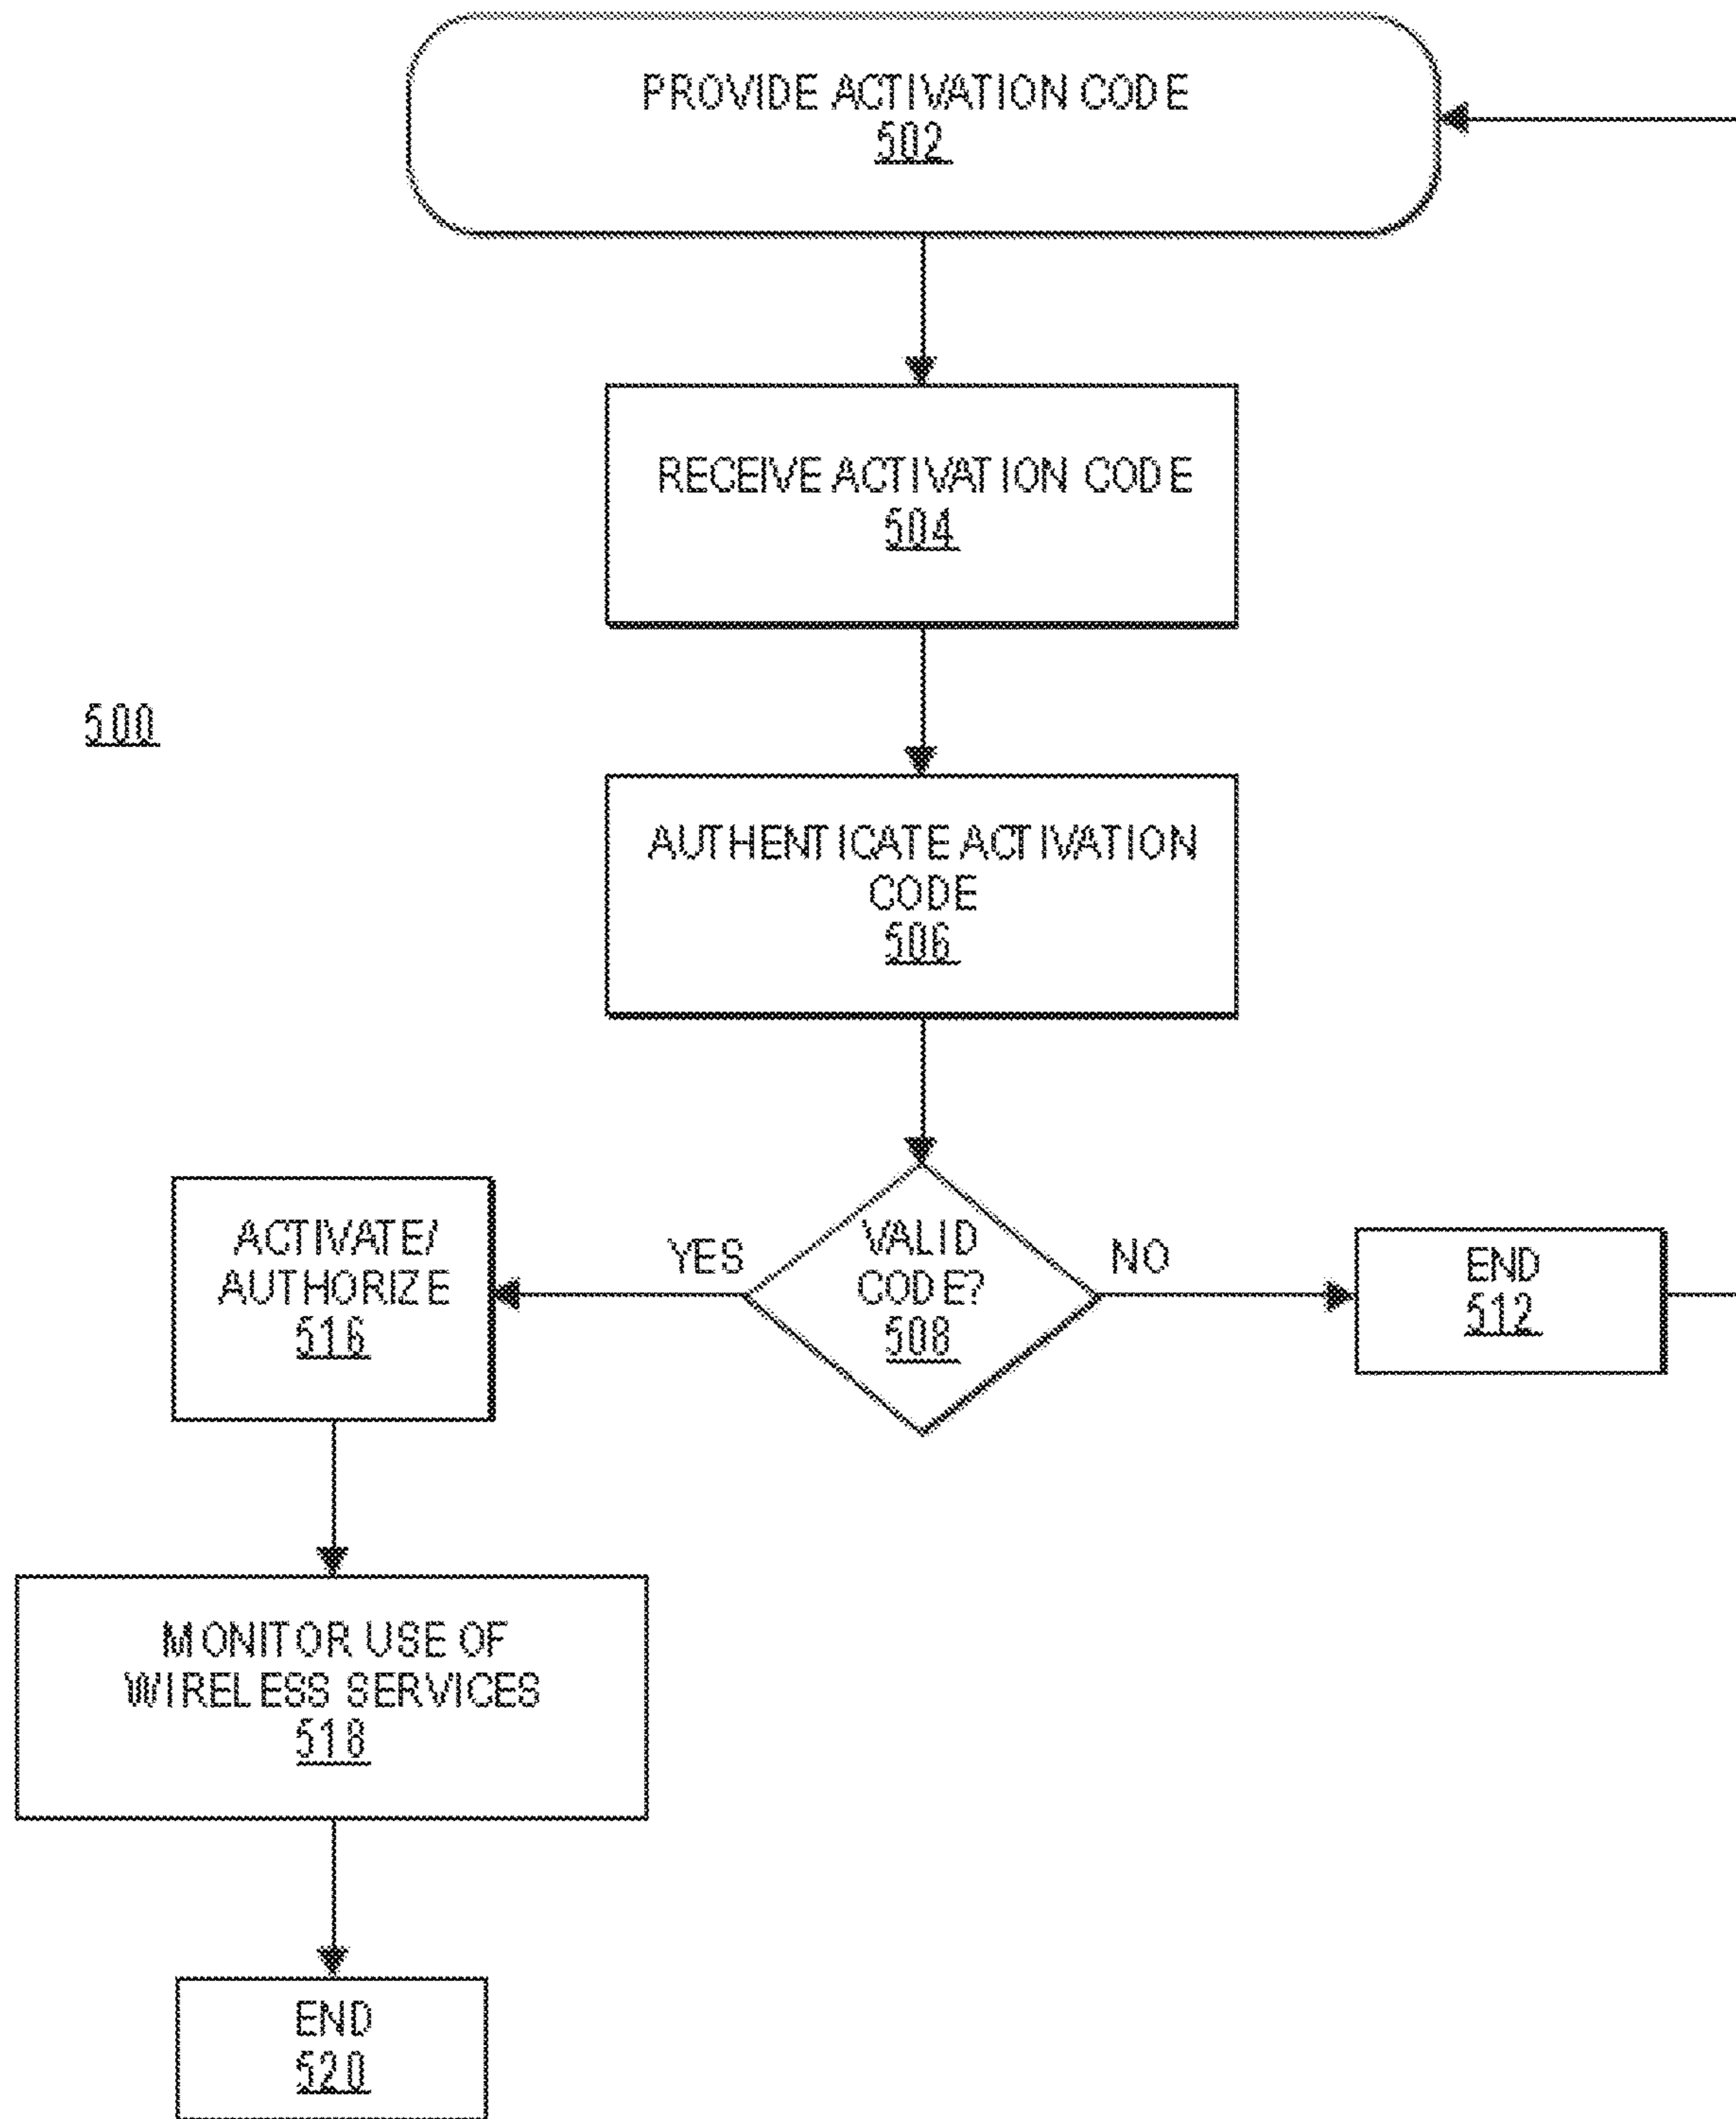 PROVIDE ACTIVATION CODE
502
RECEIVE ACTIVATION CODE
504
500
AUTHENTICATE ACTIVATION
CODE
506
ACTIVATE/
AUTHORIZE
516
YES
VALID
CODE?
508
NO
END
512
MONITOR USE OF
WIRELESS SERVICES
518
END
520